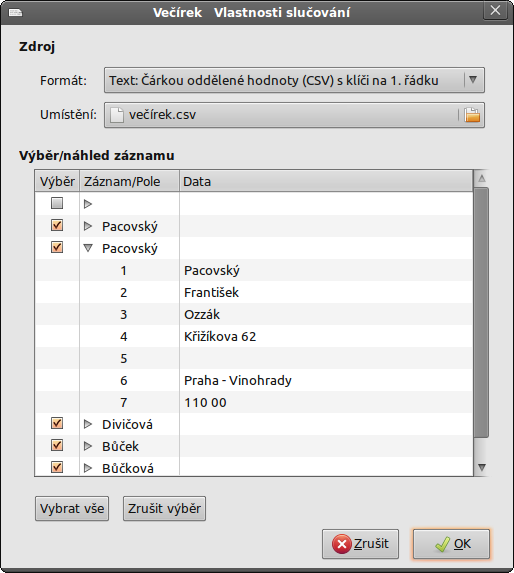 Večírek Vlastnosti slučování
Zdroj
Formát: Text: Čárkou oddělené hodnoty (CSV) s klíči na 1. řádku
Umístění: večírek.csv
Výběr/náhled záznamu
Výběr Záznam/Pole Data
Pacovský
Pacovský
1 Pacovský
2 František
3 Ozzák
4 Křižíkova 62
5
6 Praha - Vinohrady
7 110 00
Divičová
Bůček
Bůčková
Vybrat vše Zrušit výběr
Zrušit OK